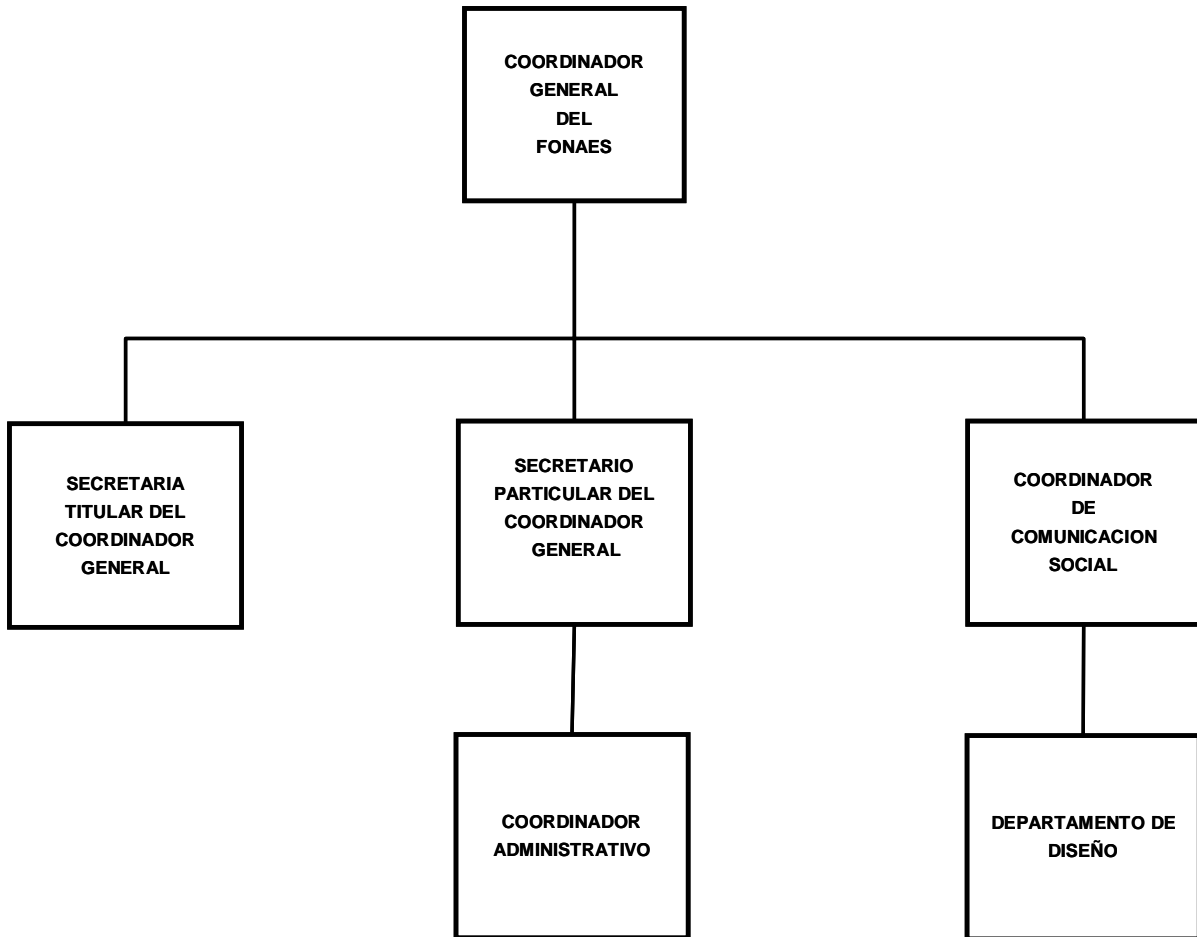 COORDINADOR
GENERAL
DEL
FONAES
SECRETARIA
TITULAR DEL
COORDINADOR
GENERAL
SECRETARIO
PARTICULAR DEL
COORDINADOR
GENERAL
COORDINADOR
DE
COMUNICACION
SOCIAL
COORDINADOR
ADMINISTRATIVO
DEPARTAMENTO DE
DISEÑO